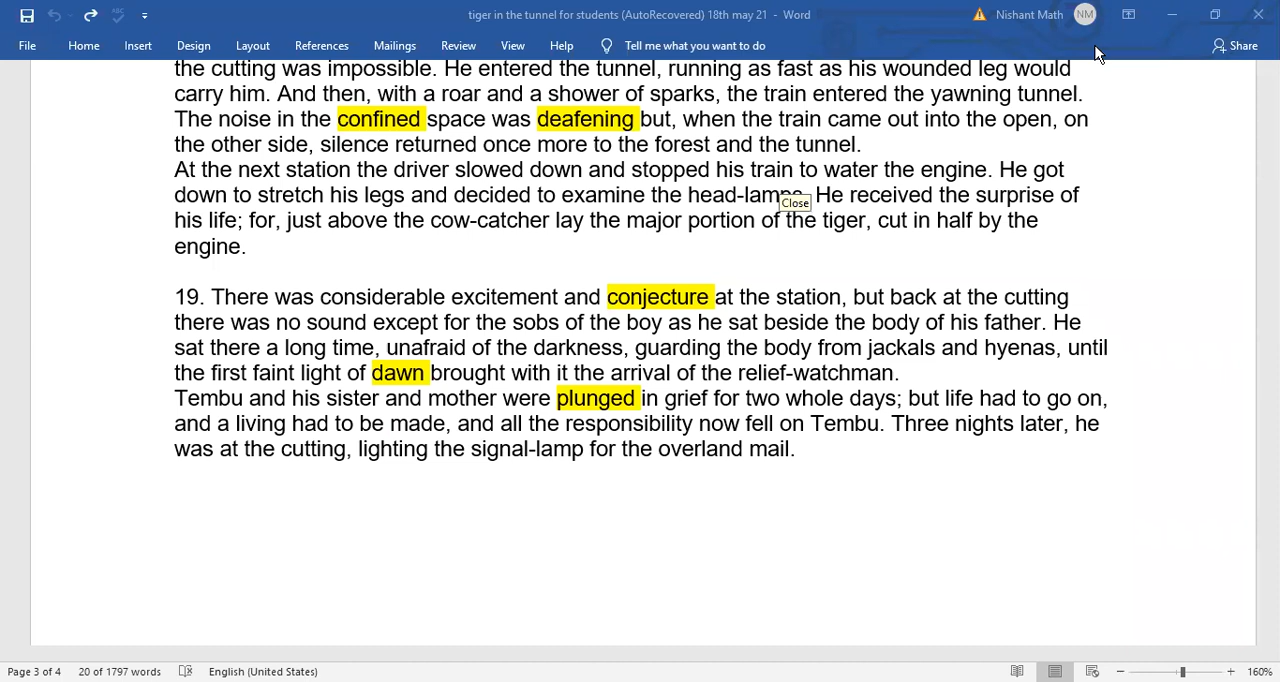 tiger in the tunnel for students (AutoRecovered) 18th may 21 - Word
Nishant Math NM
File Home Insert Design Layout References Mailings Review View Help Tell me what you want to do Share
the cutting was impossible. He entered the tunnel, running as fast as his wounded leg would
carry him. And then, with a roar and a shower of sparks, the train entered the yawning tunnel.
The noise in the confined space was deafening but, when the train came out into the open, on
the other side, silence returned once more to the forest and the tunnel.
At the next station the driver slowed down and stopped his train to water the engine. He got
down to stretch his legs and decided to examine the head-lamps. He received the surprise of
Close
his life; for, just above the cow-catcher lay the major portion of the tiger, cut in half by the
engine.
19. There was considerable excitement and conjecture at the station, but back at the cutting
there was no sound except for the sobs of the boy as he sat beside the body of his father. He
sat there a long time, unafraid of the darkness, guarding the body from jackals and hyenas, until
the first faint light of dawn brought with it the arrival of the relief-watchman.
Tembu and his sister and mother were plunged in grief for two whole days; but life had to go on,
and a living had to be made, and all the responsibility now fell on Tembu. Three nights later, he
was at the cutting, lighting the signal-lamp for the overland mail.
Page 3 of 4 20 of 1797 words English (United States) 160%